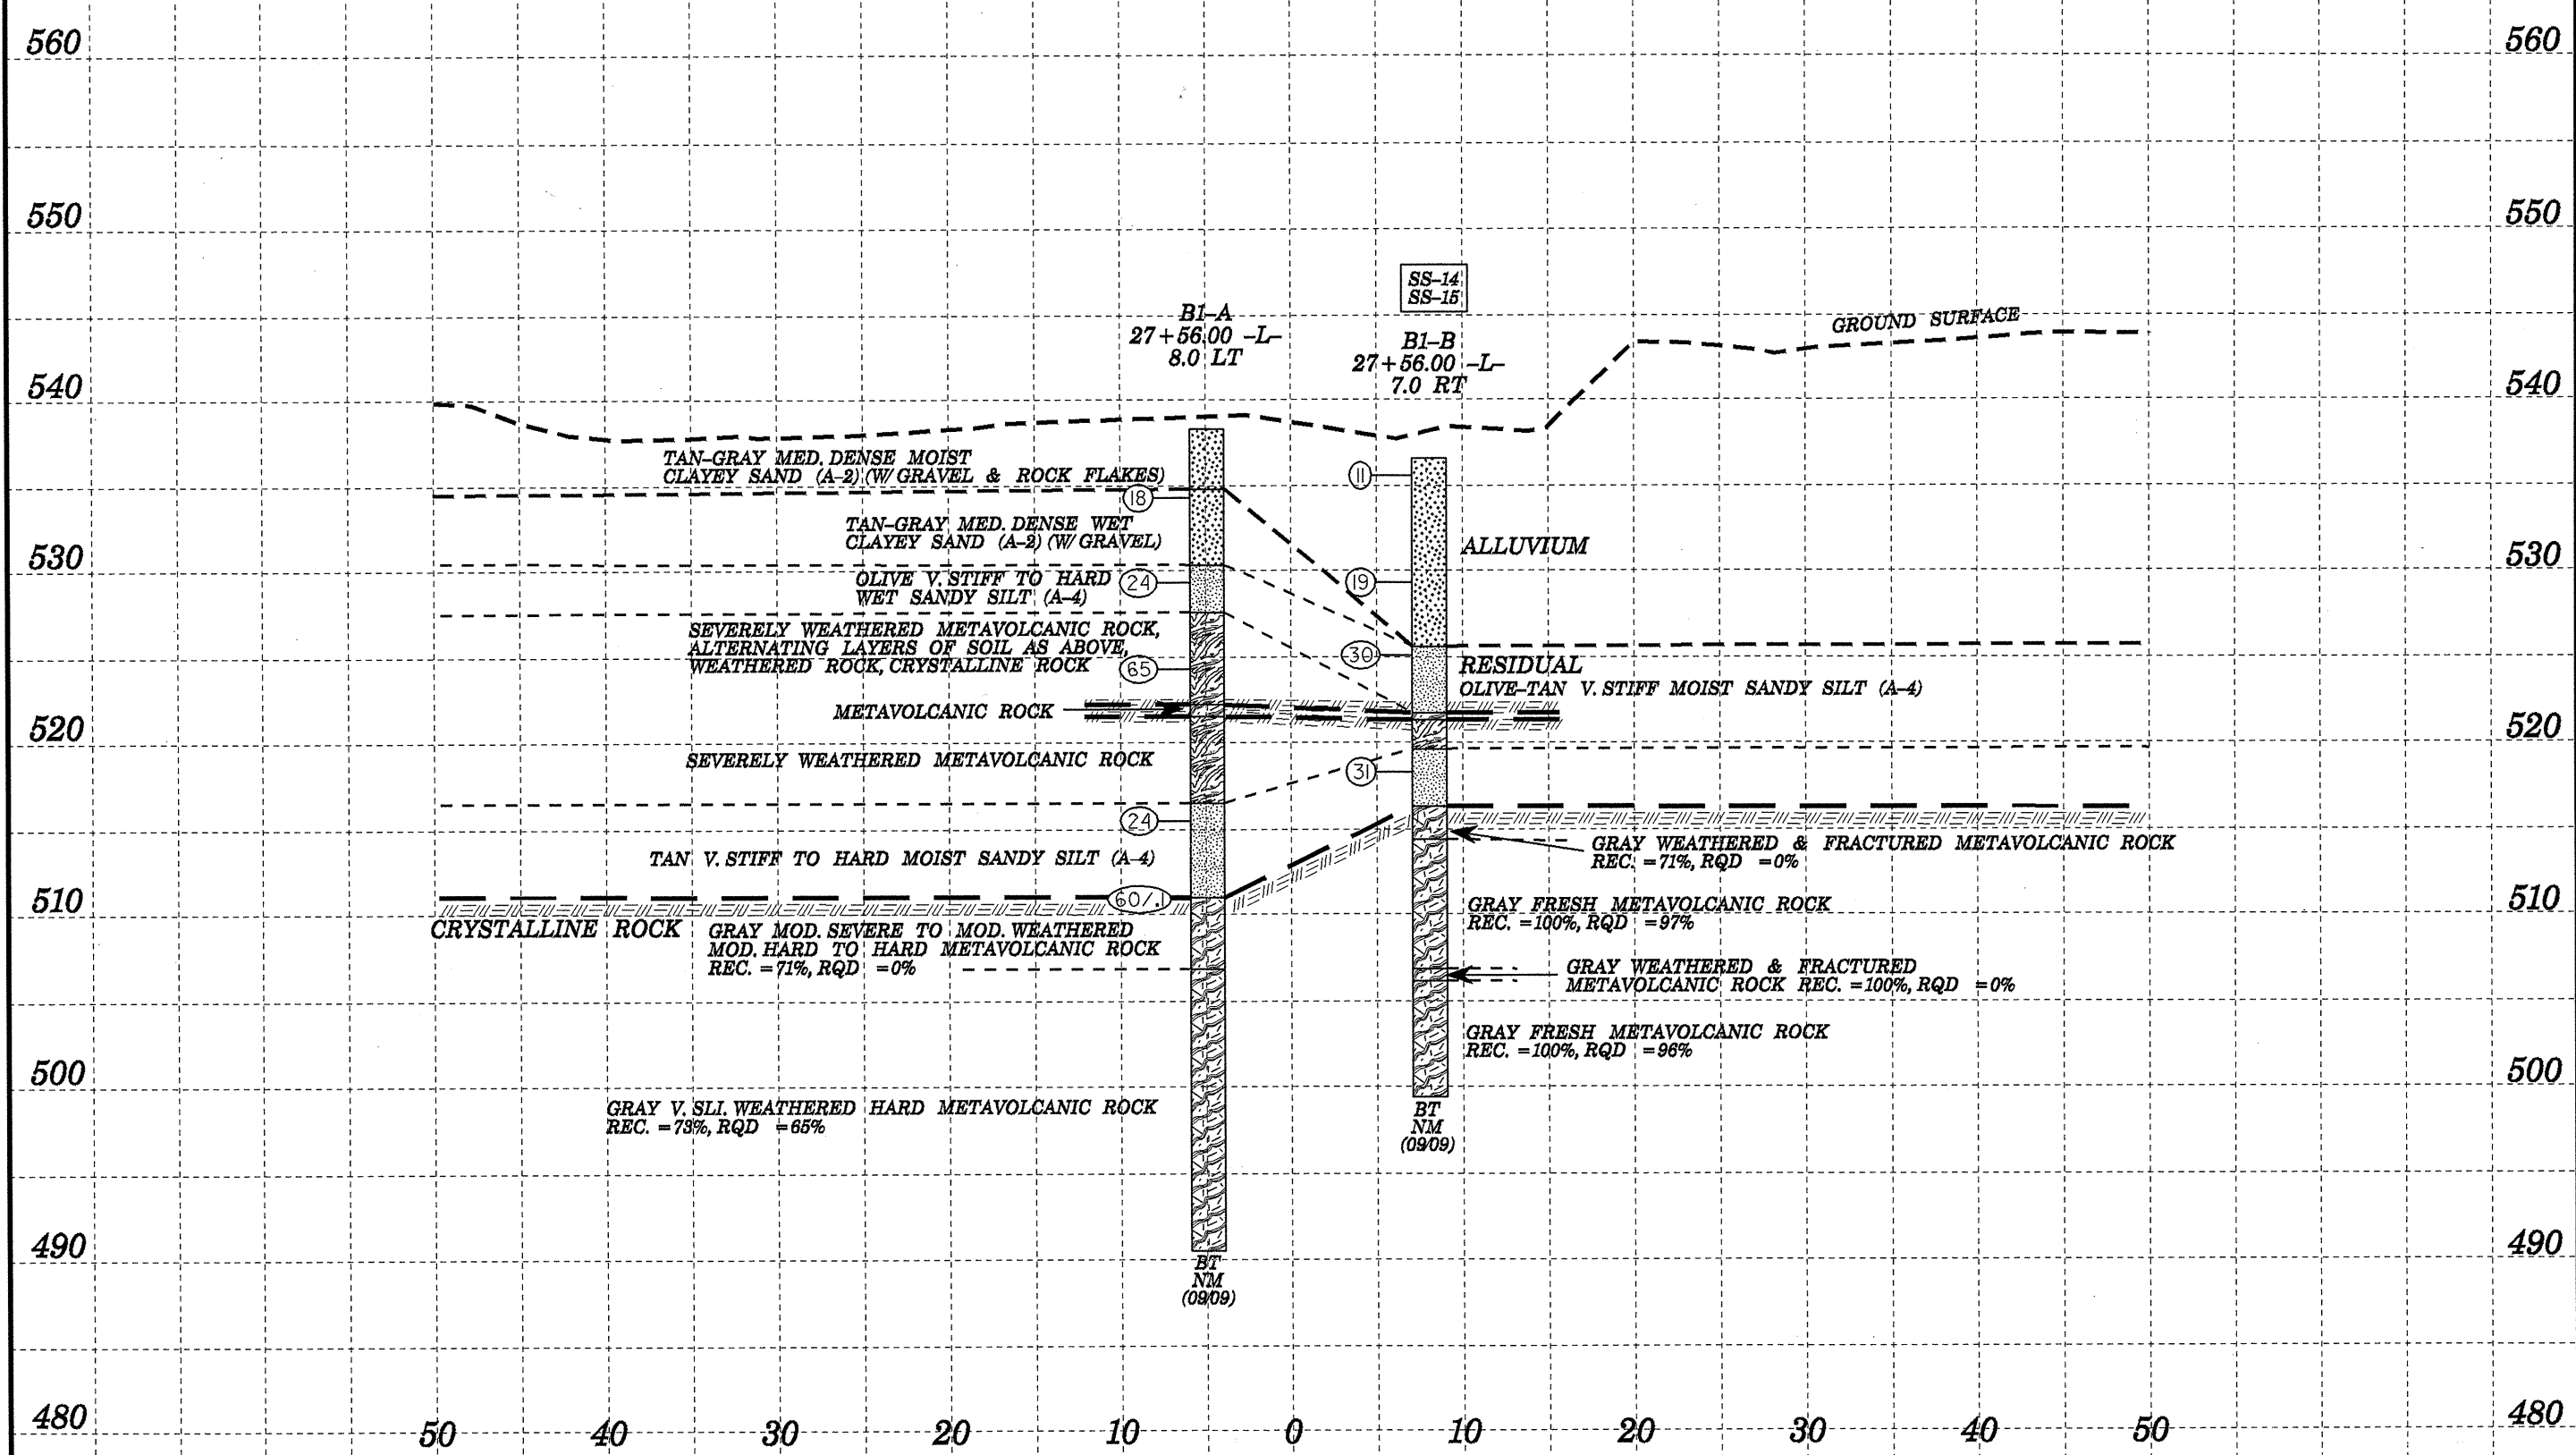 560 560
550 550
SS-14
SS-15
B1-A
27+56.00 -L-
8.0 LT
B1-B
27+56.00 -L-
7.0 RT
GROUND SURFACE
540 540
TAN-GRAY MED. DENSE MOIST
CLAYEY SAND (A-2) (W/ GRAVEL & ROCK FLAKES)
11
18
TAN-GRAY MED. DENSE WET
CLAYEY SAND (A-2) (W/ GRAVEL)
ALLUVIUM
530 530
OLIVE V. STIFF TO HARD
WET SANDY SILT (A-4)
24
19
SEVERELY WEATHERED METAVOLCANIC ROCK,
ALTERNATING LAYERS OF SOIL AS ABOVE,
WEATHERED ROCK, CRYSTALLINE ROCK
65
30
RESIDUAL
OLIVE-TAN V. STIFF MOIST SANDY SILT (A-4)
METAVOLCANIC ROCK
520 520
SEVERELY WEATHERED METAVOLCANIC ROCK
31
24
GRAY WEATHERED & FRACTURED METAVOLCANIC ROCK
REC. =71%, RQD =0%
TAN V. STIFF TO HARD MOIST SANDY SILT (A-4)
510 510
60/.1
GRAY FRESH METAVOLCANIC ROCK
REC. =100%, RQD =97%
CRYSTALLINE ROCK
GRAY MOD. SEVERE TO MOD. WEATHERED
MOD. HARD TO HARD METAVOLCANIC ROCK
REC. =71%, RQD =0%
GRAY WEATHERED & FRACTURED
METAVOLCANIC ROCK REC. =100%, RQD =0%
GRAY FRESH METAVOLCANIC ROCK
REC. =100%, RQD =96%
500 500
GRAY V. SLI. WEATHERED HARD METAVOLCANIC ROCK
REC. =73%, RQD =65%
BT
NM
(09/09)
490 490
BT
NM
(09/09)
480 480
50 40 30 20 10 0 10 20 30 40 50